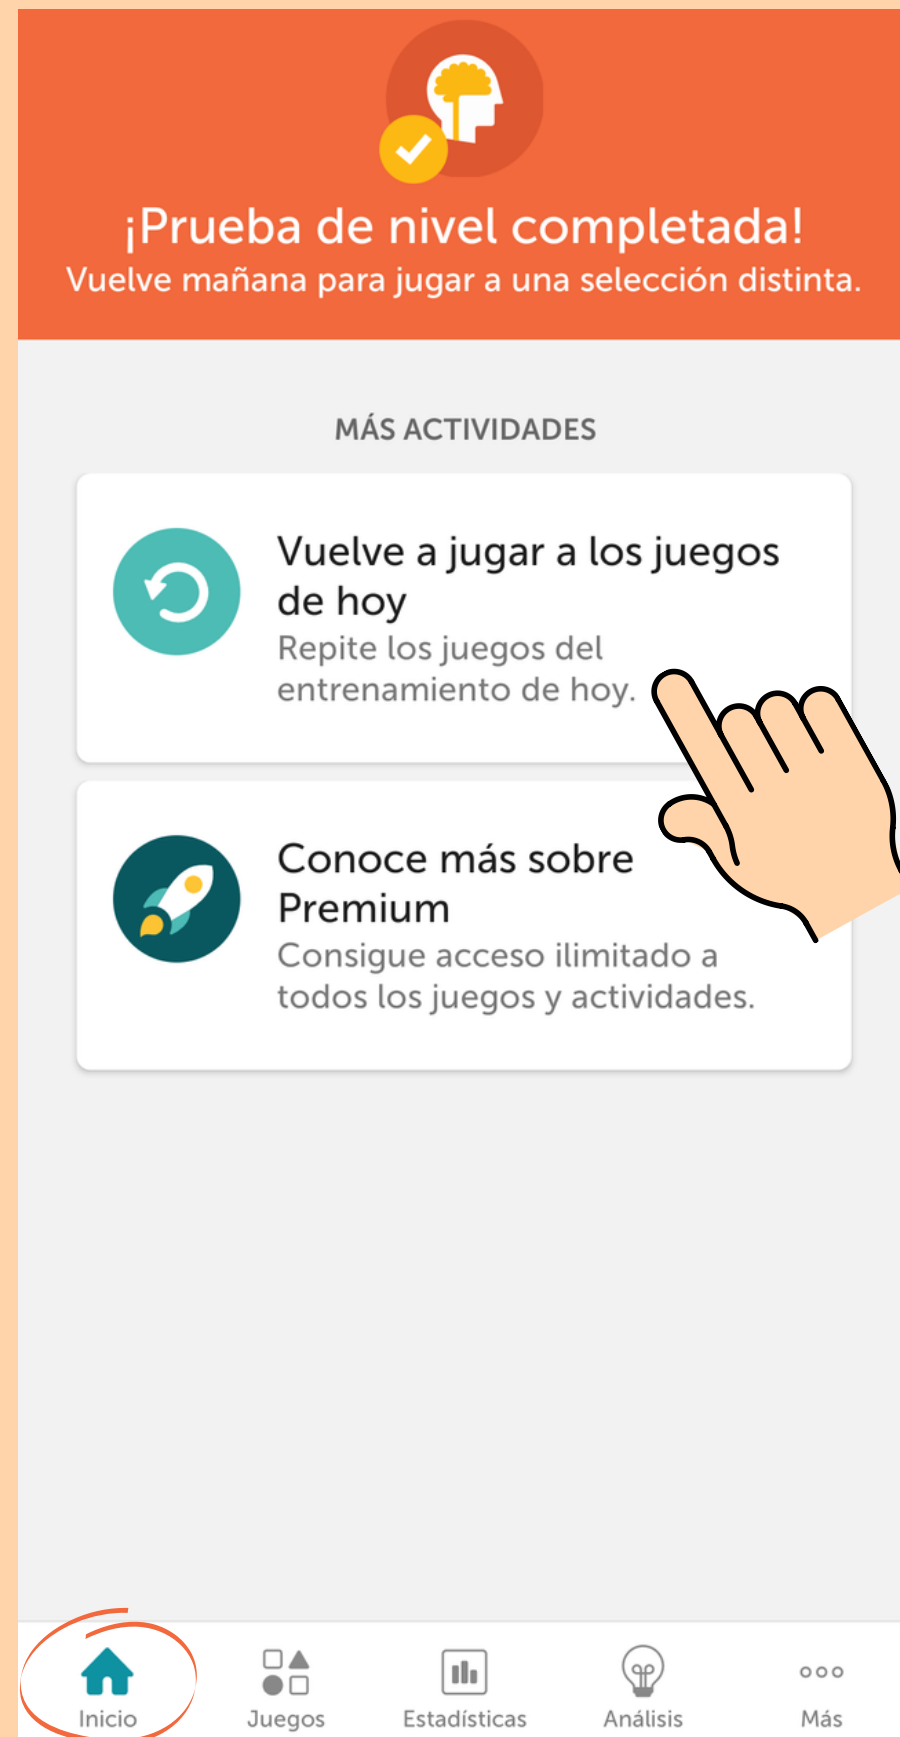 ¡Prueba de nivel completada!
Vuelve mañana para jugar a una selección distinta.
MÁS ACTIVIDADES
Vuelve a jugar a los juegos
de hoy
Repite los juegos del
entrenamiento de hoy.
Conoce más sobre
Premium
Consigue acceso ilimitado a
todos los juegos y actividades.
Inicio
Juegos
Estadísticas
Análisis
Más